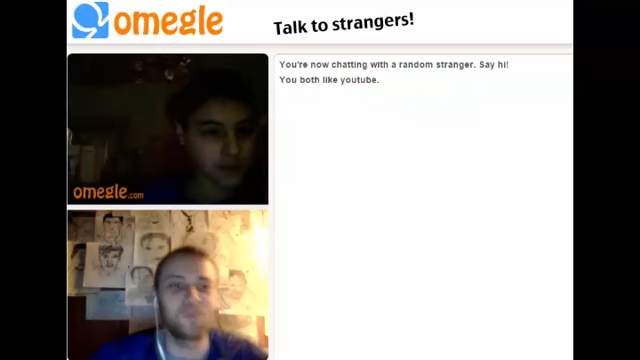 omegle
Talk to strangers!
You're now chatting with a random stranger. Say hi!
You both like youtube.
omegle.com